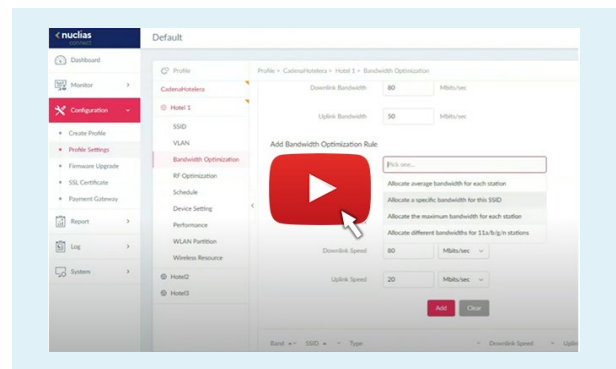 nuclias
connect
Default
Dashboard
Monitor
Configuration
Create Profile
Profile Settings
Firmware Upgrade
SSL Certificate
Payment Gateway
Report
Log
System
Profile
CadenaHotelera
Hotel 1
SSID
VLAN
Bandwidth Optimization
RF Optimization
Schedule
Device Setting
Performance
WLAN Partition
Wireless Resource
Hotel2
Hotel3
Profile > CadenaHotelera > Hotel 1 > Bandwidth Optimization
Downlink Bandwidth 80 Mbits/sec
Uplink Bandwidth 50 Mbits/sec
Add Bandwidth Optimization Rule
Pick one...
Allocate average bandwidth for each station
Allocate a specific bandwidth for this SSID
Allocate the maximum bandwidth for each station
Allocate different bandwidths for 11a/b/g/n stations
Downlink Speed 80 Mbits/sec
Uplink Speed 20 Mbits/sec
Add Clear
Band SSID Type Downlink Speed